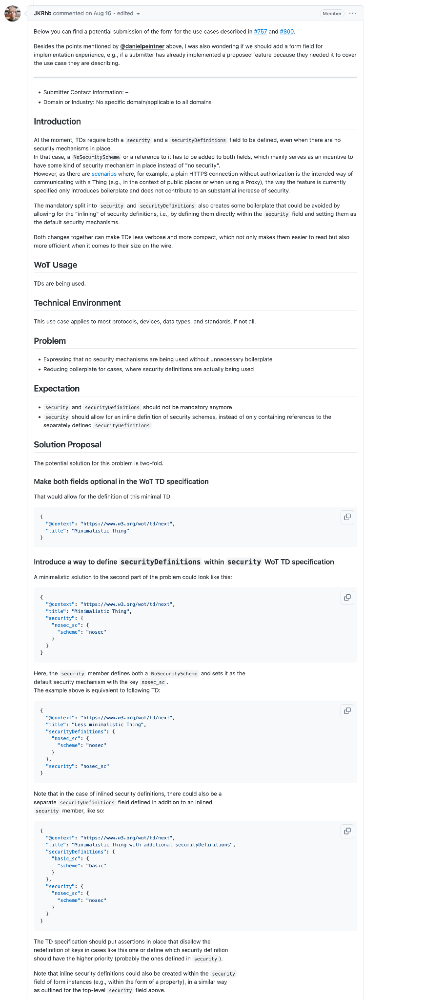 JKRhb commented on Aug 16 · edited
Member
Below you can find a potential submission of the form for the use cases described in #757 and #300.
Besides the points mentioned by @danielpeintner above, I was also wondering if we should add a form field for
implementation experience, e.g., if a submitter has already implemented a proposed feature because they needed it to cover
the use case they are describing.
• Submitter Contact Information: –
• Domain or Industry: No specific domain/applicable to all domains
Introduction
At the moment, TDs require both a security and a securityDefinitions field to be defined, even when there are no
security mechanisms in place.
In that case, a NoSecurityScheme or a reference to it has to be added to both fields, which mainly serves as an incentive to
have some kind of security mechanism in place instead of "no security".
However, as there are scenarios where, for example, a plain HTTPS connection without authorization is the intended way of
communicating with a Thing (e.g., in the context of public places or when using a Proxy), the way the feature is currently
specified only introduces boilerplate and does not contribute to an substantial increase of security.
The mandatory split into security and securityDefinitions also creates some boilerplate that could be avoided by
allowing for the "inlining" of security definitions, i.e., by defining them directly within the security field and setting them as
the default security mechanisms.
Both changes together can make TDs less verbose and more compact, which not only makes them easier to read but also
more efficient when it comes to their size on the wire.
WoT Usage
TDs are being used.
Technical Environment
This use case applies to most protocols, devices, data types, and standards, if not all.
Problem
• Expressing that no security mechanisms are being used without unnecessary boilerplate
• Reducing boilerplate for cases, where security definitions are actually being used
Expectation
• security and securityDefinitions should not be mandatory anymore
• security should allow for an inline definition of security schemes, instead of only containing references to the
separately defined securityDefinitions
Solution Proposal
The potential solution for this problem is two-fold.
Make both fields optional in the WoT TD specification
That would allow for the definition of this minimal TD:
{
"@context": "https://www.w3.org/wot/td/next",
"title": "Minimalistic Thing"
}
Introduce a way to define securityDefinitions within security WoT TD specification
A minimalistic solution to the second part of the problem could look like this:
{
"@context": "https://www.w3.org/wot/td/next",
"title": "Minimalistic Thing",
"security": {
"nosec_sc": {
"scheme": "nosec"
}
}
}
Here, the security member defines both a NoSecurityScheme and sets it as the
default security mechanism with the key nosec_sc.
The example above is equivalent to following TD:
{
"@context": "https://www.w3.org/wot/td/next",
"title": "Less minimalistic Thing",
"securityDefinitions": {
"nosec_sc": {
"scheme": "nosec"
}
},
"security": "nosec_sc"
}
Note that in the case of inlined security definitions, there could also be a
separate securityDefinitions field defined in addition to an inlined
security member, like so:
{
"@context": "https://www.w3.org/wot/td/next",
"title": "Minimalistic Thing with additional securityDefinitions",
"securityDefinitions": {
"basic_sc": {
"scheme": "basic"
}
},
"security": {
"nosec_sc": {
"scheme": "nosec"
}
}
}
The TD specification should put assertions in place that disallow the
redefinition of keys in cases like this one or define which security definition
should have the higher priority (probably the ones defined in security).
Note that inline security definitions could also be created within the security
field of form instances (e.g., within the form of a property), in a similar way
as outlined for the top-level security field above.